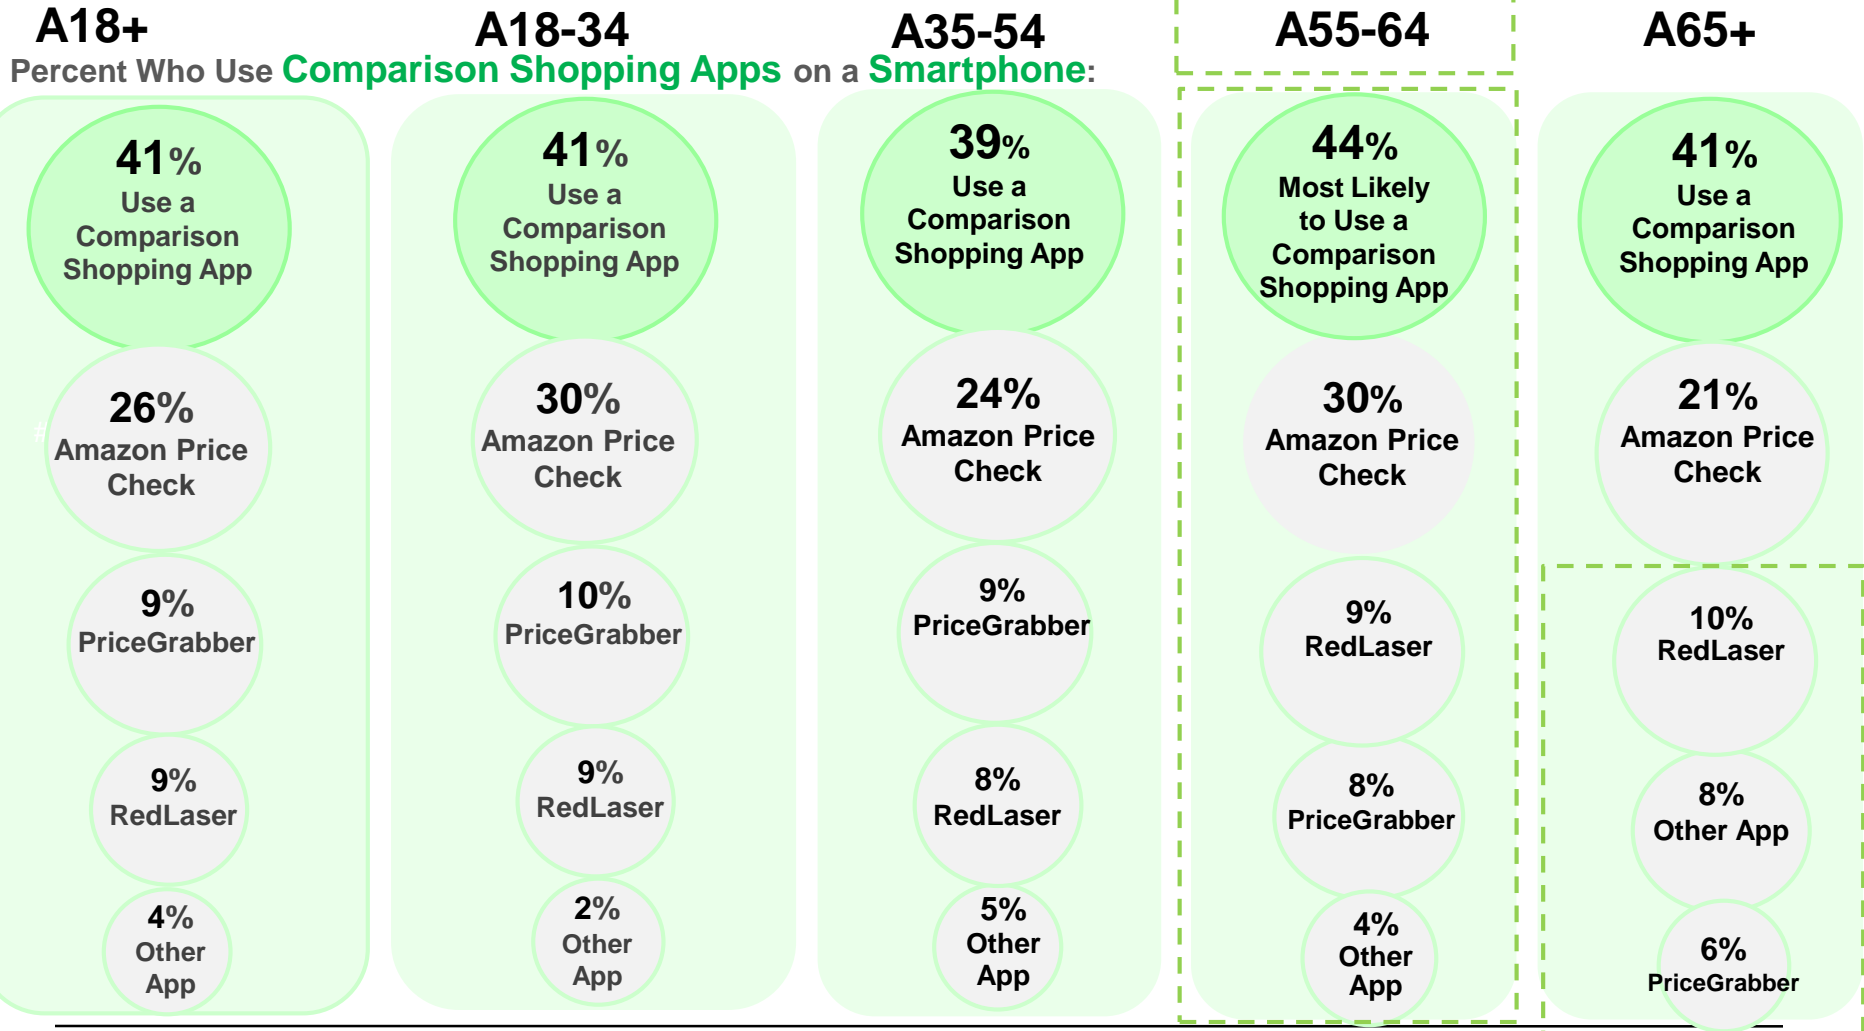 A18+
A18-34
A35-54
A55-64
A65+
Percent Who Use Comparison Shopping Apps on a Smartphone:
41%
Use a
Comparison
Shopping App
26%
Amazon Price
Check
#
9%
PriceGrabber
9%
RedLaser
4%
Other
App
41%
Use a
Comparison
Shopping App
30%
Amazon Price
Check
10%
PriceGrabber
9%
RedLaser
2%
Other
App
39%
Use a
Comparison
Shopping App
24%
Amazon Price
Check
9%
PriceGrabber
8%
RedLaser
5%
Other
App
44%
Most Likely
to Use a
Comparison
Shopping App
30%
Amazon Price
Check
9%
RedLaser
8%
PriceGrabber
4%
Other
App
41%
Use a
Comparison
Shopping App
21%
Amazon Price
Check
10%
RedLaser
8%
Other App
6%
PriceGrabber